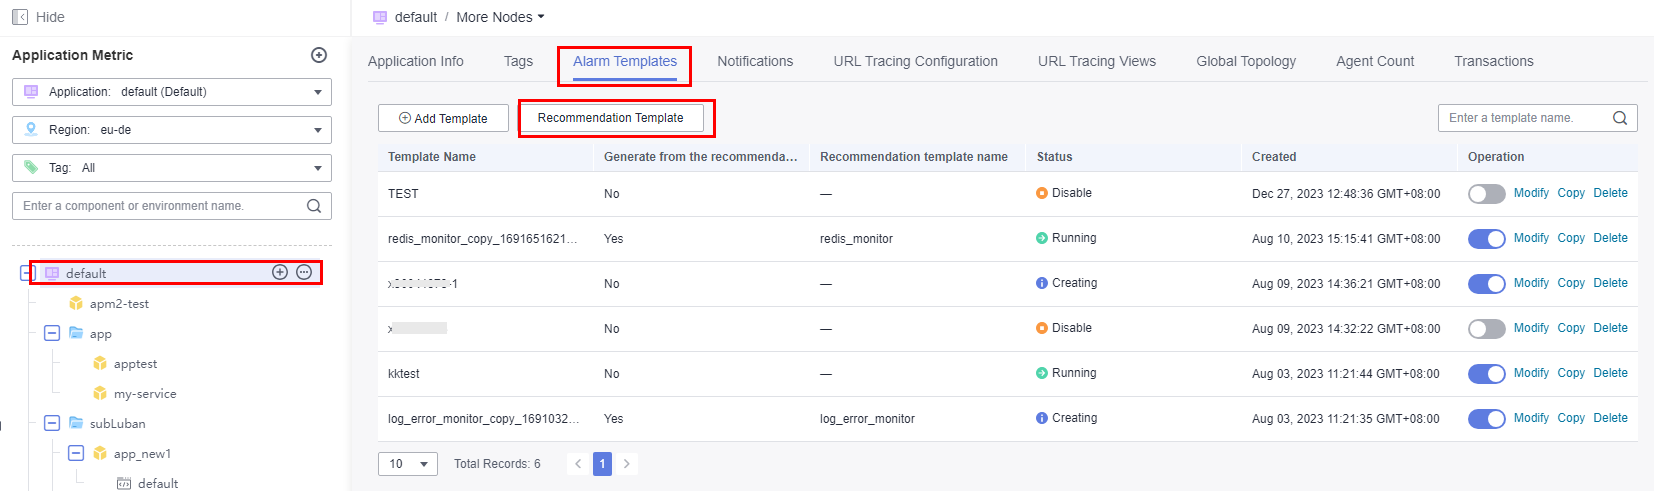 Hide
default / More Nodes
Application Metric
Application: default (Default)
Region: eu-de
Tag: All
Enter a component or environment name.
default
apm2-test
app
apptest
my-service
subLuban
app_new1
default
Application Info Tags Alarm Templates Notifications URL Tracing Configuration URL Tracing Views Global Topology Agent Count Transactions
Add Template Recommendation Template Enter a template name.
Template Name Generate from the recommenda... Recommendation template name Status Created Operation
TEST No — Disable Dec 27, 2023 12:48:36 GMT+08:00 Modify Copy Delete
redis_monitor_copy_1691651621... Yes redis_monitor Running Aug 10, 2023 15:15:41 GMT+08:00 Modify Copy Delete
No — Creating Aug 09, 2023 14:36:21 GMT+08:00 Modify Copy Delete
No — Disable Aug 09, 2023 14:32:22 GMT+08:00 Modify Copy Delete
kktest No — Running Aug 03, 2023 11:21:44 GMT+08:00 Modify Copy Delete
log_error_monitor_copy_1691032... Yes log_error_monitor Creating Aug 03, 2023 11:21:35 GMT+08:00 Modify Copy Delete
10 Total Records: 6 < 1 >